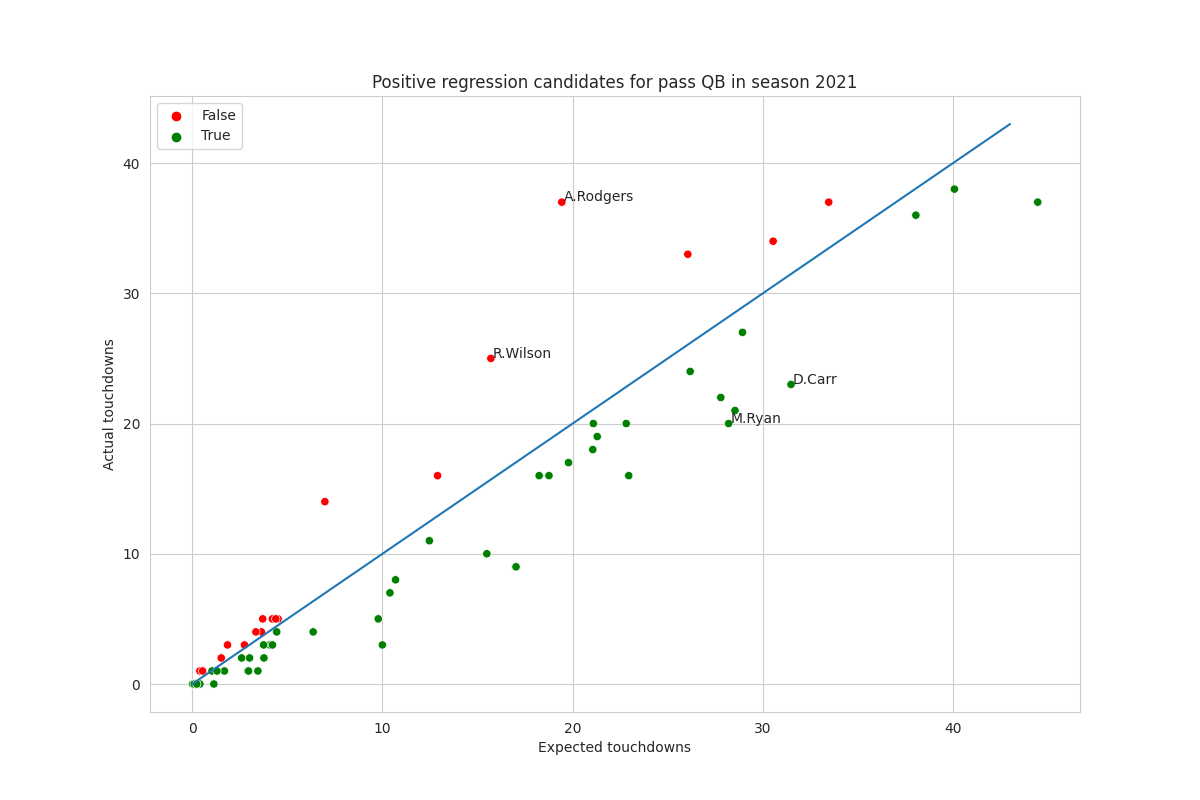 Positive regression candidates for pass QB in season 2021
False
True
40
30
20
10
0
Actual touchdowns
A.Rodgers
R.Wilson
D.Carr
M.Ryan
0 10 20 30 40
Expected touchdowns